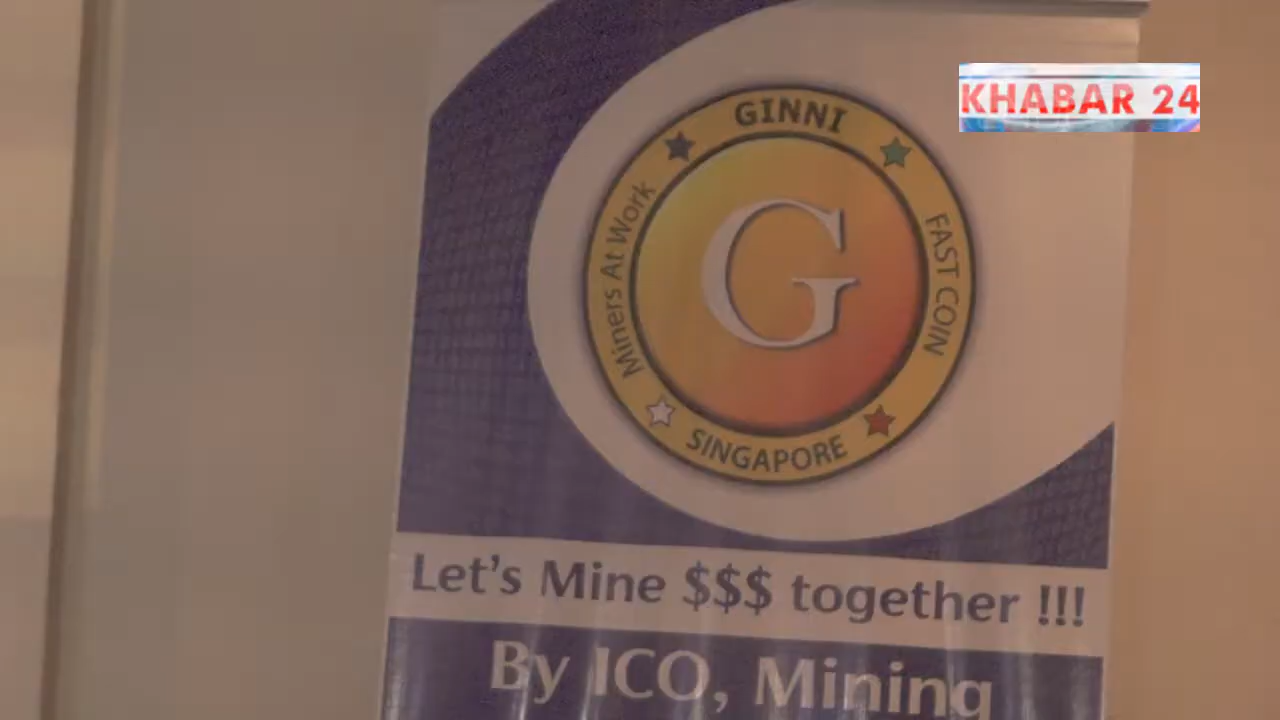 KHABAR 24
GINNI
Miners At Work
FAST COIN
G
SINGAPORE
Let's Mine $$$ together !!!
By ICO, Mining